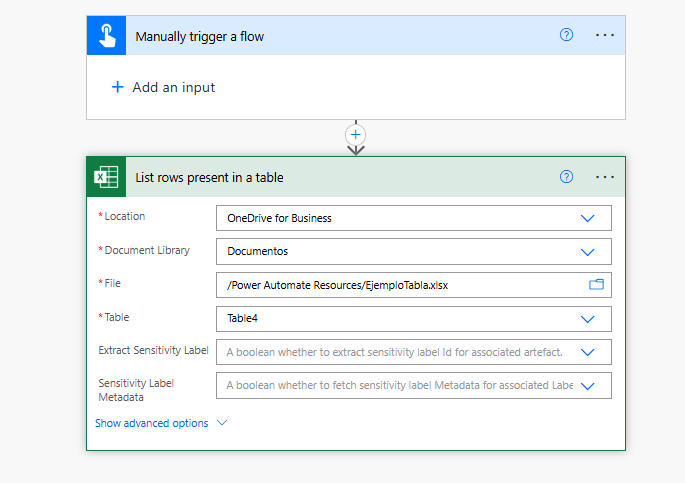 Manually trigger a flow
Add an input
List rows present in a table
* Location
OneDrive for Business
* Document Library
Documentos
* File
/Power Automate Resources/EjemploTabla.xlsx
* Table
Table4
Extract Sensitivity Label
A boolean whether to extract sensitivity label Id for associated artefact.
Sensitivity Label
Metadata
A boolean whether to fetch sensitivity label Metadata for associated Labe
Show advanced options